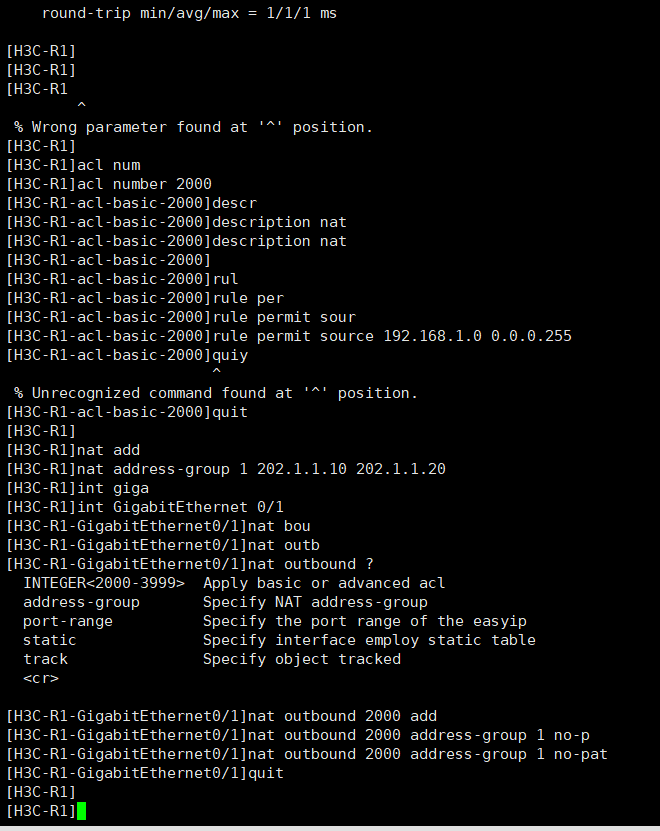 round-trip min/avg/max = 1/1/1 ms
[H3C-R1]
[H3C-R1]
[H3C-R1
^
% Wrong parameter found at '^' position.
[H3C-R1]
[H3C-R1]acl num
[H3C-R1]acl number 2000
[H3C-R1-acl-basic-2000]descr
[H3C-R1-acl-basic-2000]description nat
[H3C-R1-acl-basic-2000]description nat
[H3C-R1-acl-basic-2000]
[H3C-R1-acl-basic-2000]rul
[H3C-R1-acl-basic-2000]rule per
[H3C-R1-acl-basic-2000]rule permit sour
[H3C-R1-acl-basic-2000]rule permit source 192.168.1.0 0.0.0.255
[H3C-R1-acl-basic-2000]quiy
^
% Unrecognized command found at '^' position.
[H3C-R1-acl-basic-2000]quit
[H3C-R1]
[H3C-R1]nat add
[H3C-R1]nat address-group 1 202.1.1.10 202.1.1.20
[H3C-R1]int giga
[H3C-R1]int GigabitEthernet 0/1
[H3C-R1-GigabitEthernet0/1]nat bou
[H3C-R1-GigabitEthernet0/1]nat outb
[H3C-R1-GigabitEthernet0/1]nat outbound ?
INTEGER<2000-3999>  Apply basic or advanced acl
address-group       Specify NAT address-group
port-range          Specify the port range of the easyip
static              Specify interface employ static table
track               Specify object tracked
<cr>
[H3C-R1-GigabitEthernet0/1]nat outbound 2000 add
[H3C-R1-GigabitEthernet0/1]nat outbound 2000 address-group 1 no-p
[H3C-R1-GigabitEthernet0/1]nat outbound 2000 address-group 1 no-pat
[H3C-R1-GigabitEthernet0/1]quit
[H3C-R1]
[H3C-R1]